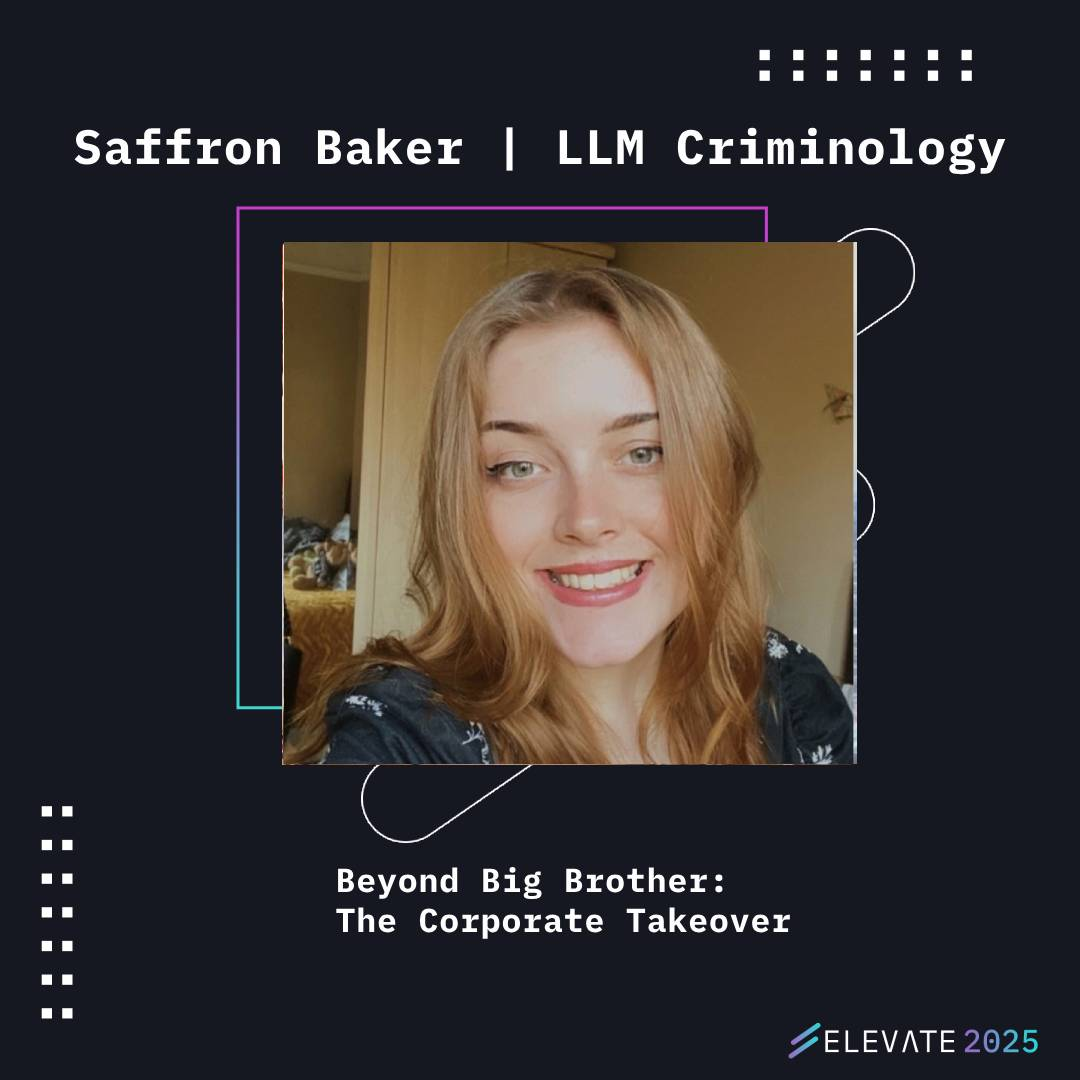 Saffron Baker | LLM Criminology
Beyond Big Brother:
The Corporate Takeover
ELEVATE 2025